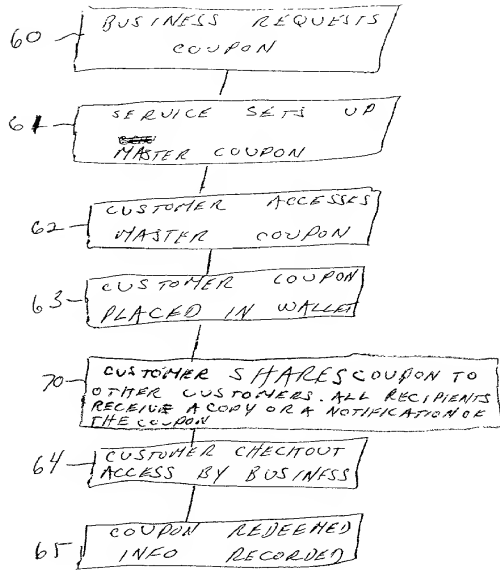 60 BUSINESS REQUESTS
COUPON
61 SERVICE SETS UP
MASTER COUPON
62 CUSTOMER ACCESSES
MASTER COUPON
63 CUSTOMER COUPON
PLACED IN WALLET
70 CUSTOMER SHARES COUPON TO
OTHER CUSTOMERS. ALL RECIPIENTS
RECEIVE A COPY OR A NOTIFICATION OF
THE COUPON
64 CUSTOMER CHECKOUT
ACCESS BY BUSINESS
65 COUPON REDEEMED
INFO RECORDED